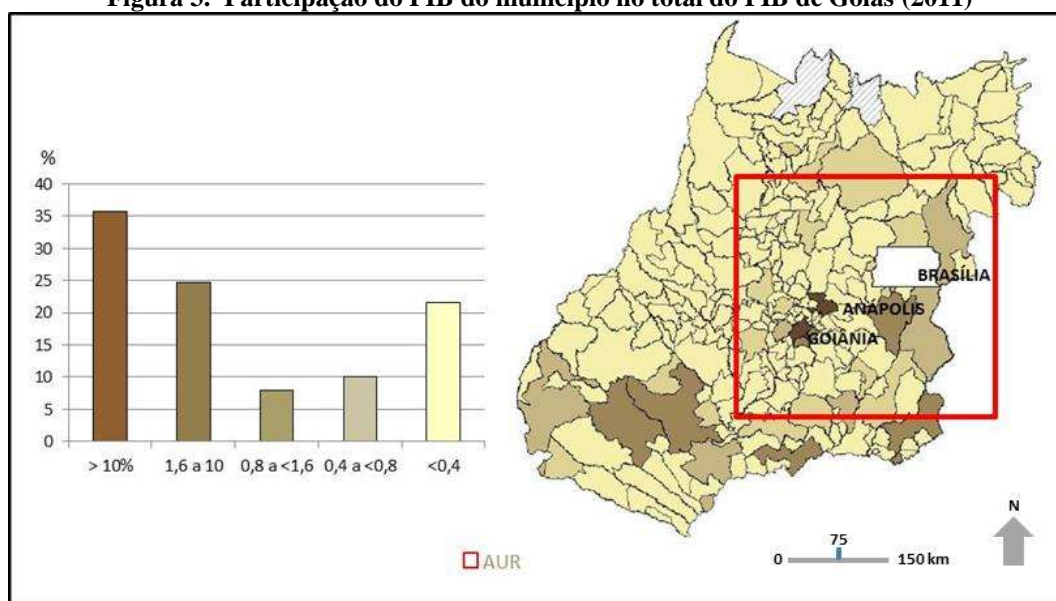 Figura 3. Participação do PIB do município no total do PIB de Goiás (2011)
%
40
35
30
25
20
15
10
5
0
> 10%
1,6 a 10
0,8 a <1,6
0,4 a <0,8
<0,4
BRASÍLIA
ANÁPOLIS
GOIÂNIA
AUR
N
75
0
150 km